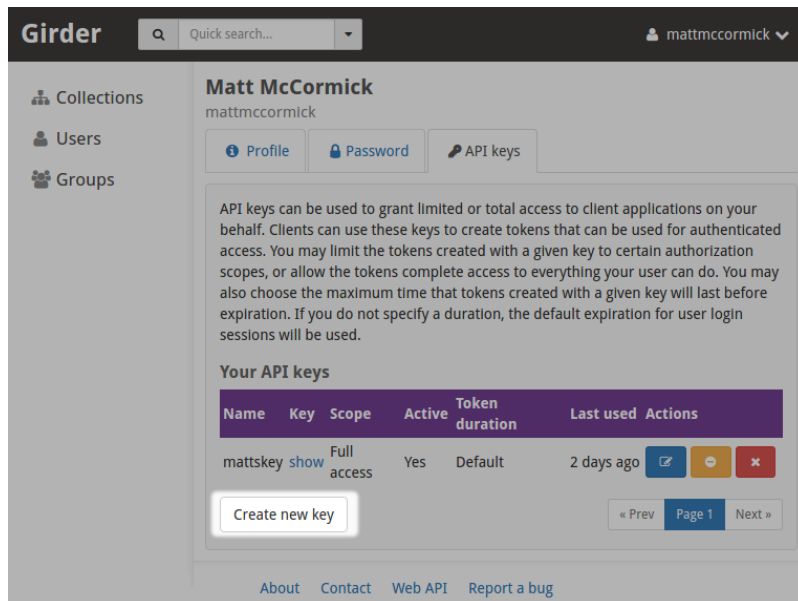 Girder
Quick search...
mattmccormick
Collections
Users
Groups
Matt McCormick
mattmccormick
Profile
Password
API keys
API keys can be used to grant limited or total access to client applications on your
behalf. Clients can use these keys to create tokens that can be used for authenticated
access. You may limit the tokens created with a given key to certain authorization
scopes, or allow the tokens complete access to everything your user can do. You may
also choose the maximum time that tokens created with a given key will last before
expiration. If you do not specify a duration, the default expiration for user login
sessions will be used.
Your API keys
Name Key Scope Active Token duration Last used Actions
mattskey show Full access Yes Default 2 days ago
Create new key
« Prev Page 1 Next »
About Contact Web API Report a bug